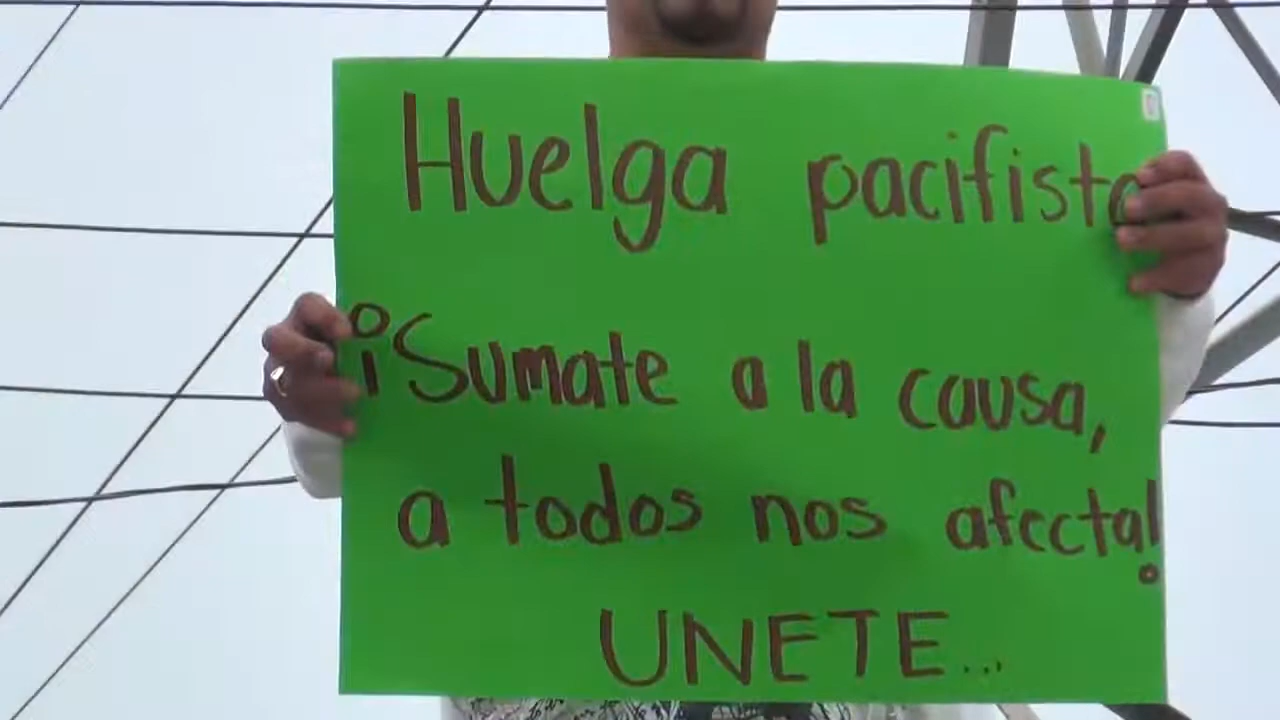 Huelga pacifista
¡Sumate a la causa,
a todos nos afecta!
UNETE...